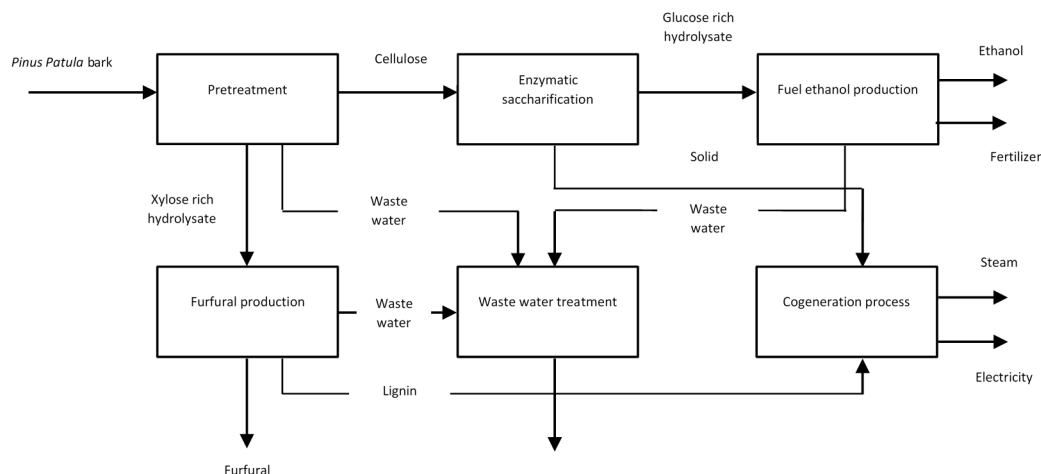 Glucose rich
hydrolysate
Ethanol
Cellulose
Pinus Patula bark
Pretreatment
Enzymatic
saccharification
Fuel ethanol production
Solid
Fertilizer
Xylose rich
hydrolysate
Waste
water
Waste
water
Steam
Furfural production
Waste
water
Waste water treatment
Cogeneration process
Electricity
Lignin
Furfural